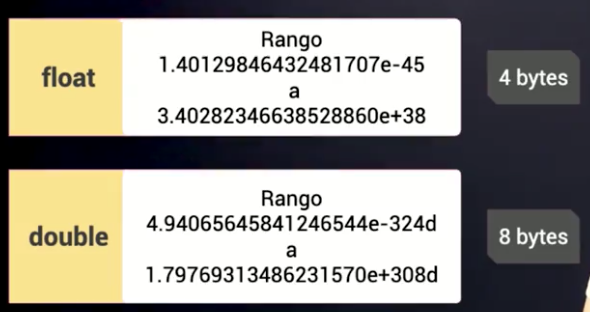 float
Rango
1.40129846432481707e-45
a
3.40282346638528860e+38
4 bytes
double
Rango
4.94065645841246544e-324d
a
1.79769313486231570e+308d
8 bytes